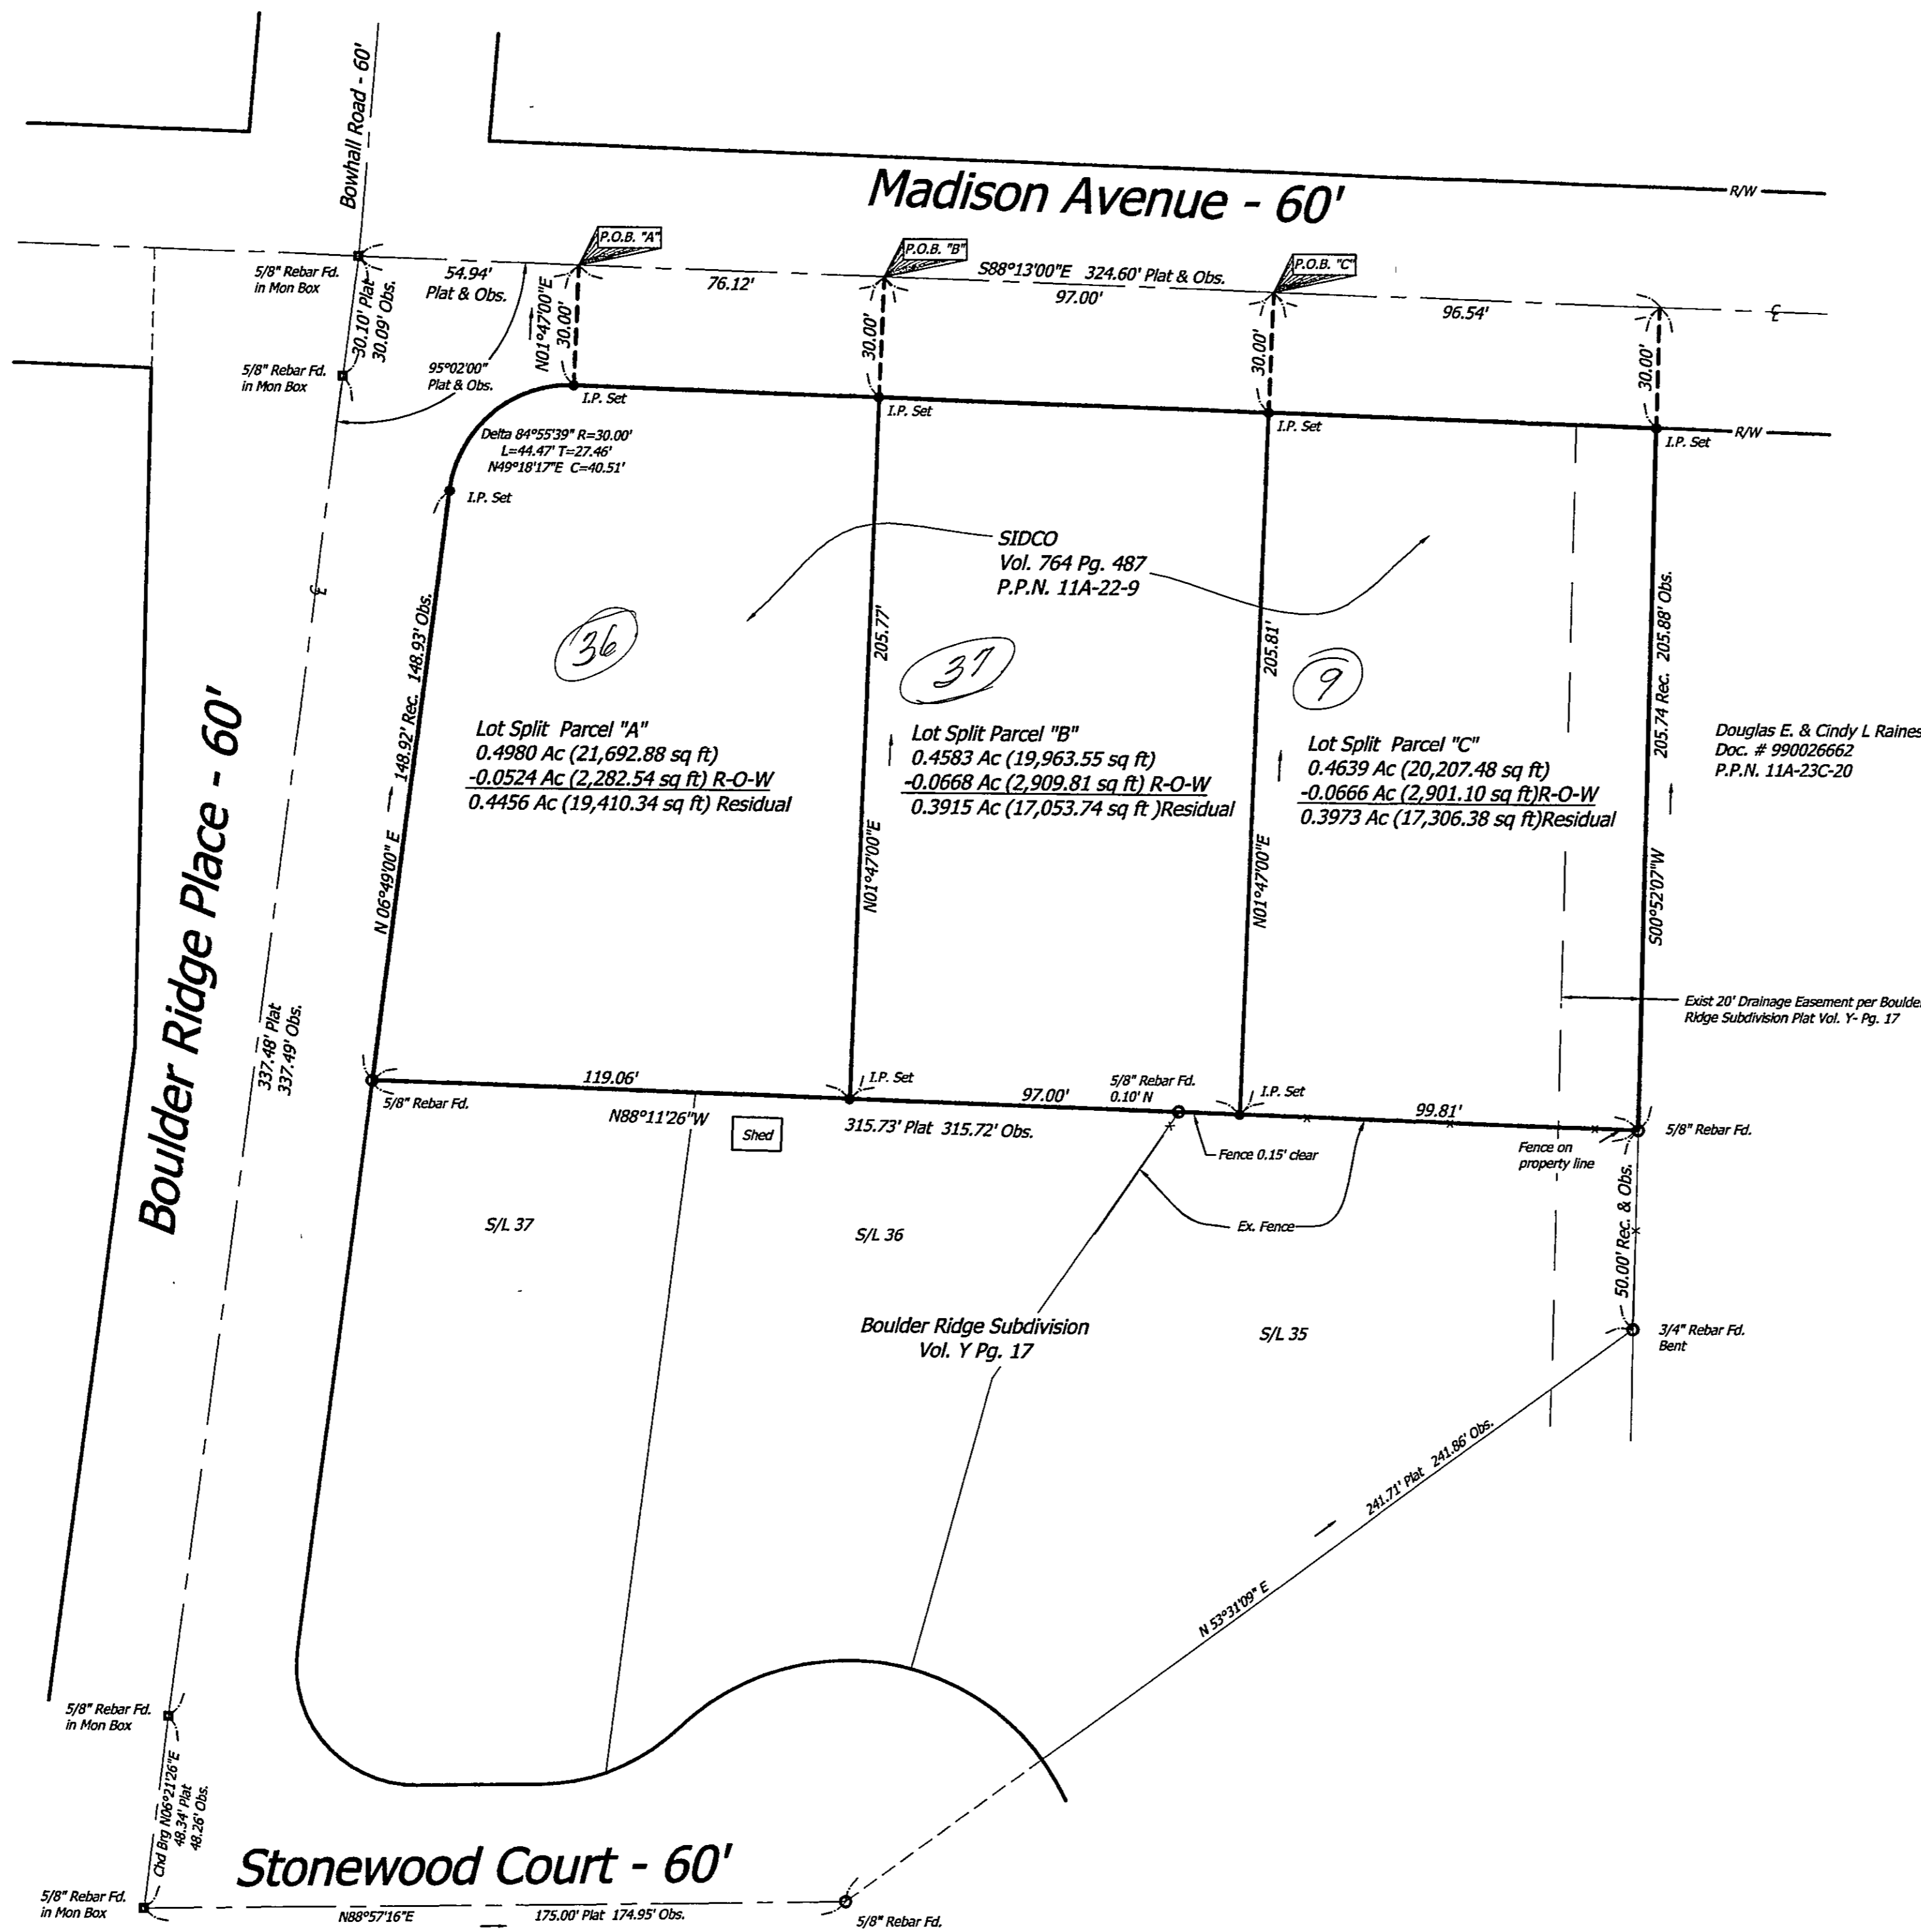 Bowhall Road - 60'
Madison Avenue - 60'
R/W
P.O.B. "A"
P.O.B. "B"
P.O.B. "C"
5/8" Rebar Fd.
in Mon Box
54.94'
Plat & Obs.
76.12'
S88°13'00"E 324.60' Plat & Obs.
97.00'
96.54'
30.10' Plat
30.09' Obs.
N01°47'00"E
30.00'
30.00'
30.00'
30.00'
5/8" Rebar Fd.
in Mon Box
95°02'00"
Plat & Obs.
I.P. Set
I.P. Set
I.P. Set
I.P. Set
R/W
Delta 84°55'39" R=30.00'
L=44.47' T=27.46'
N49°18'17"E C=40.51'
I.P. Set
SIDCO
Vol. 764 Pg. 487
P.P.N. 11A-22-9
36
37
9
N 06°49'00" E 148.92' Rec. 148.93' Obs.
205.77'
N01°47'00"E
205.81'
N01°47'00"E
205.74 Rec. 205.88' Obs.
S00°52'07"W
Lot Split Parcel "A"
0.4980 Ac (21,692.88 sq ft)
-0.0524 Ac (2,282.54 sq ft) R-O-W
0.4456 Ac (19,410.34 sq ft) Residual
Lot Split Parcel "B"
0.4583 Ac (19,963.55 sq ft)
-0.0668 Ac (2,909.81 sq ft) R-O-W
0.3915 Ac (17,053.74 sq ft )Residual
Lot Split Parcel "C"
0.4639 Ac (20,207.48 sq ft)
-0.0666 Ac (2,901.10 sq ft)R-O-W
0.3973 Ac (17,306.38 sq ft)Residual
Douglas E. & Cindy L Raines
Doc. # 990026662
P.P.N. 11A-23C-20
Boulder Ridge Place - 60'
337.48' Plat
337.49' Obs.
Exist 20' Drainage Easement per Boulder
Ridge Subdivision Plat Vol. Y- Pg. 17
5/8" Rebar Fd.
119.06'
I.P. Set
N88°11'26"W
Shed
97.00'
315.73' Plat 315.72' Obs.
5/8" Rebar Fd.
0.10' N
I.P. Set
99.81'
Fence 0.15' clear
Fence on
property line
5/8" Rebar Fd.
Ex. Fence
50.00' Rec. & Obs.
S/L 37
S/L 36
S/L 35
Boulder Ridge Subdivision
Vol. Y Pg. 17
3/4" Rebar Fd.
Bent
N 53°31'09" E
241.71' Plat 241.86' Obs.
5/8" Rebar Fd.
in Mon Box
Chd Brg N06°21'26"E
48.34' Plat
48.26' Obs.
Stonewood Court - 60'
5/8" Rebar Fd.
in Mon Box
N88°57'16"E
175.00' Plat 174.95' Obs.
5/8" Rebar Fd.